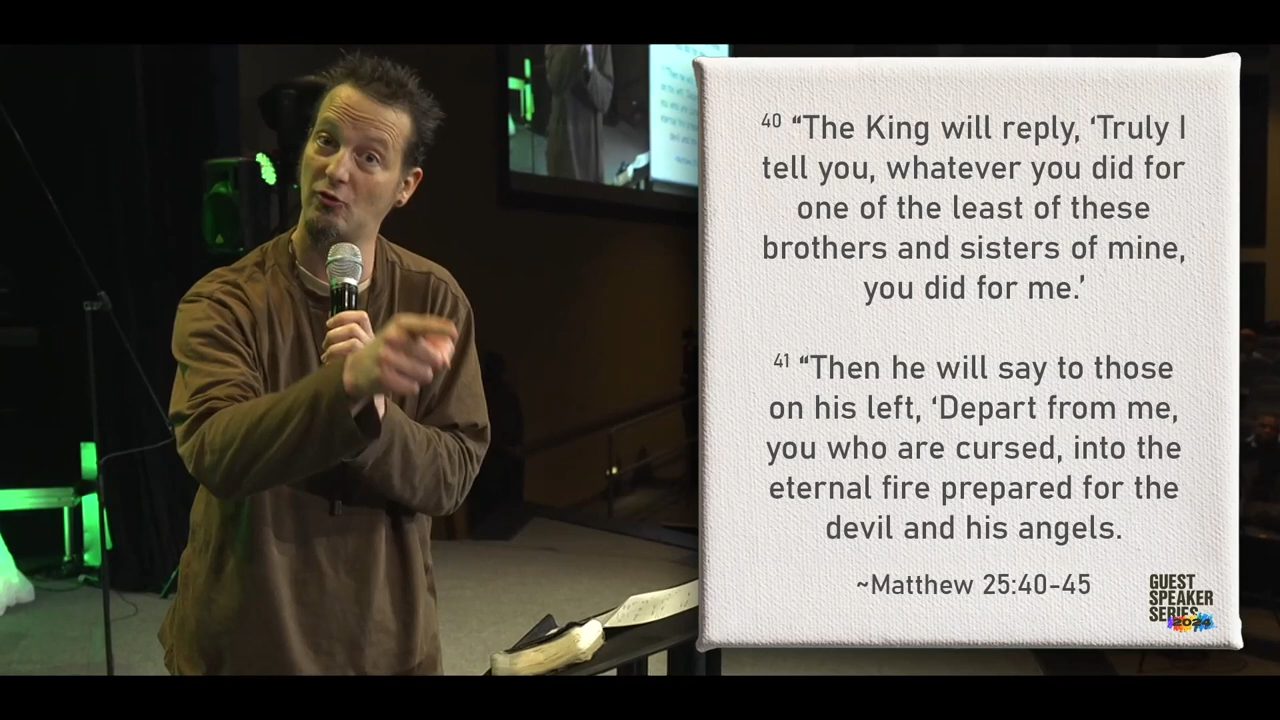 40 “The King will reply, ‘Truly I
tell you, whatever you did for
one of the least of these
brothers and sisters of mine,
you did for me.’
41 “Then he will say to those
on his left, ‘Depart from me,
you who are cursed, into the
eternal fire prepared for the
devil and his angels.
~Matthew 25:40-45
GUEST
SPEAKER
SERIES
2024